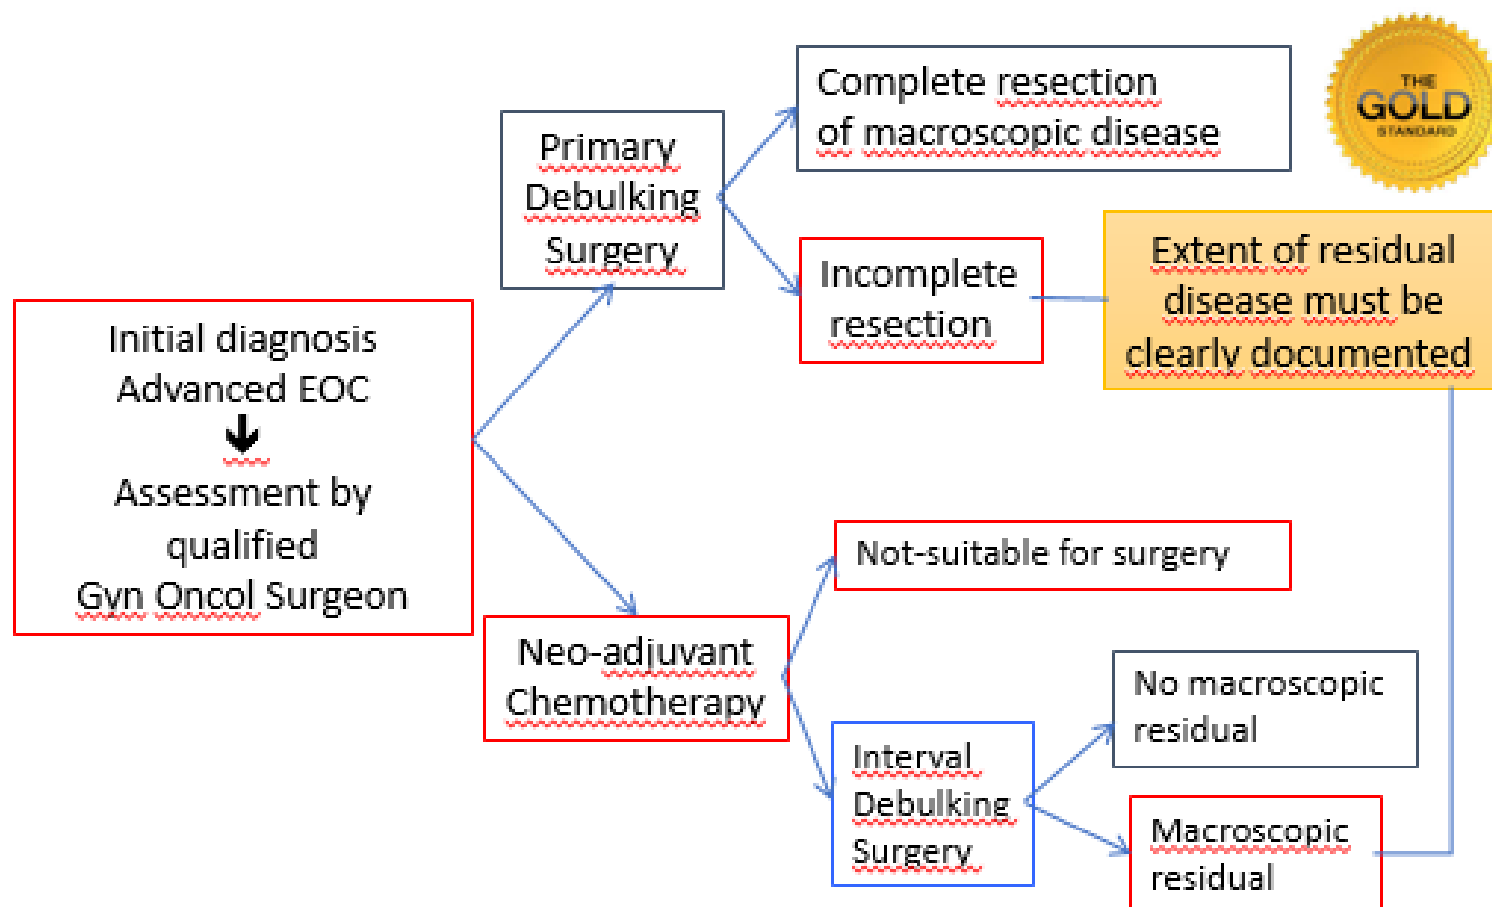 Initial diagnosis
Advanced EOC
🡻
Assessment by
qualified
Gyn Oncol Surgeon
Primary
Debulking
Surgery
Complete resection
of macroscopic disease
THE
GOLD
STANDARD
Incomplete
resection
Extent of residual
disease must be
clearly documented
Neo-adjuvant
Chemotherapy
Not-suitable for surgery
Interval
Debulking
Surgery
No macroscopic
residual
Macroscopic
residual